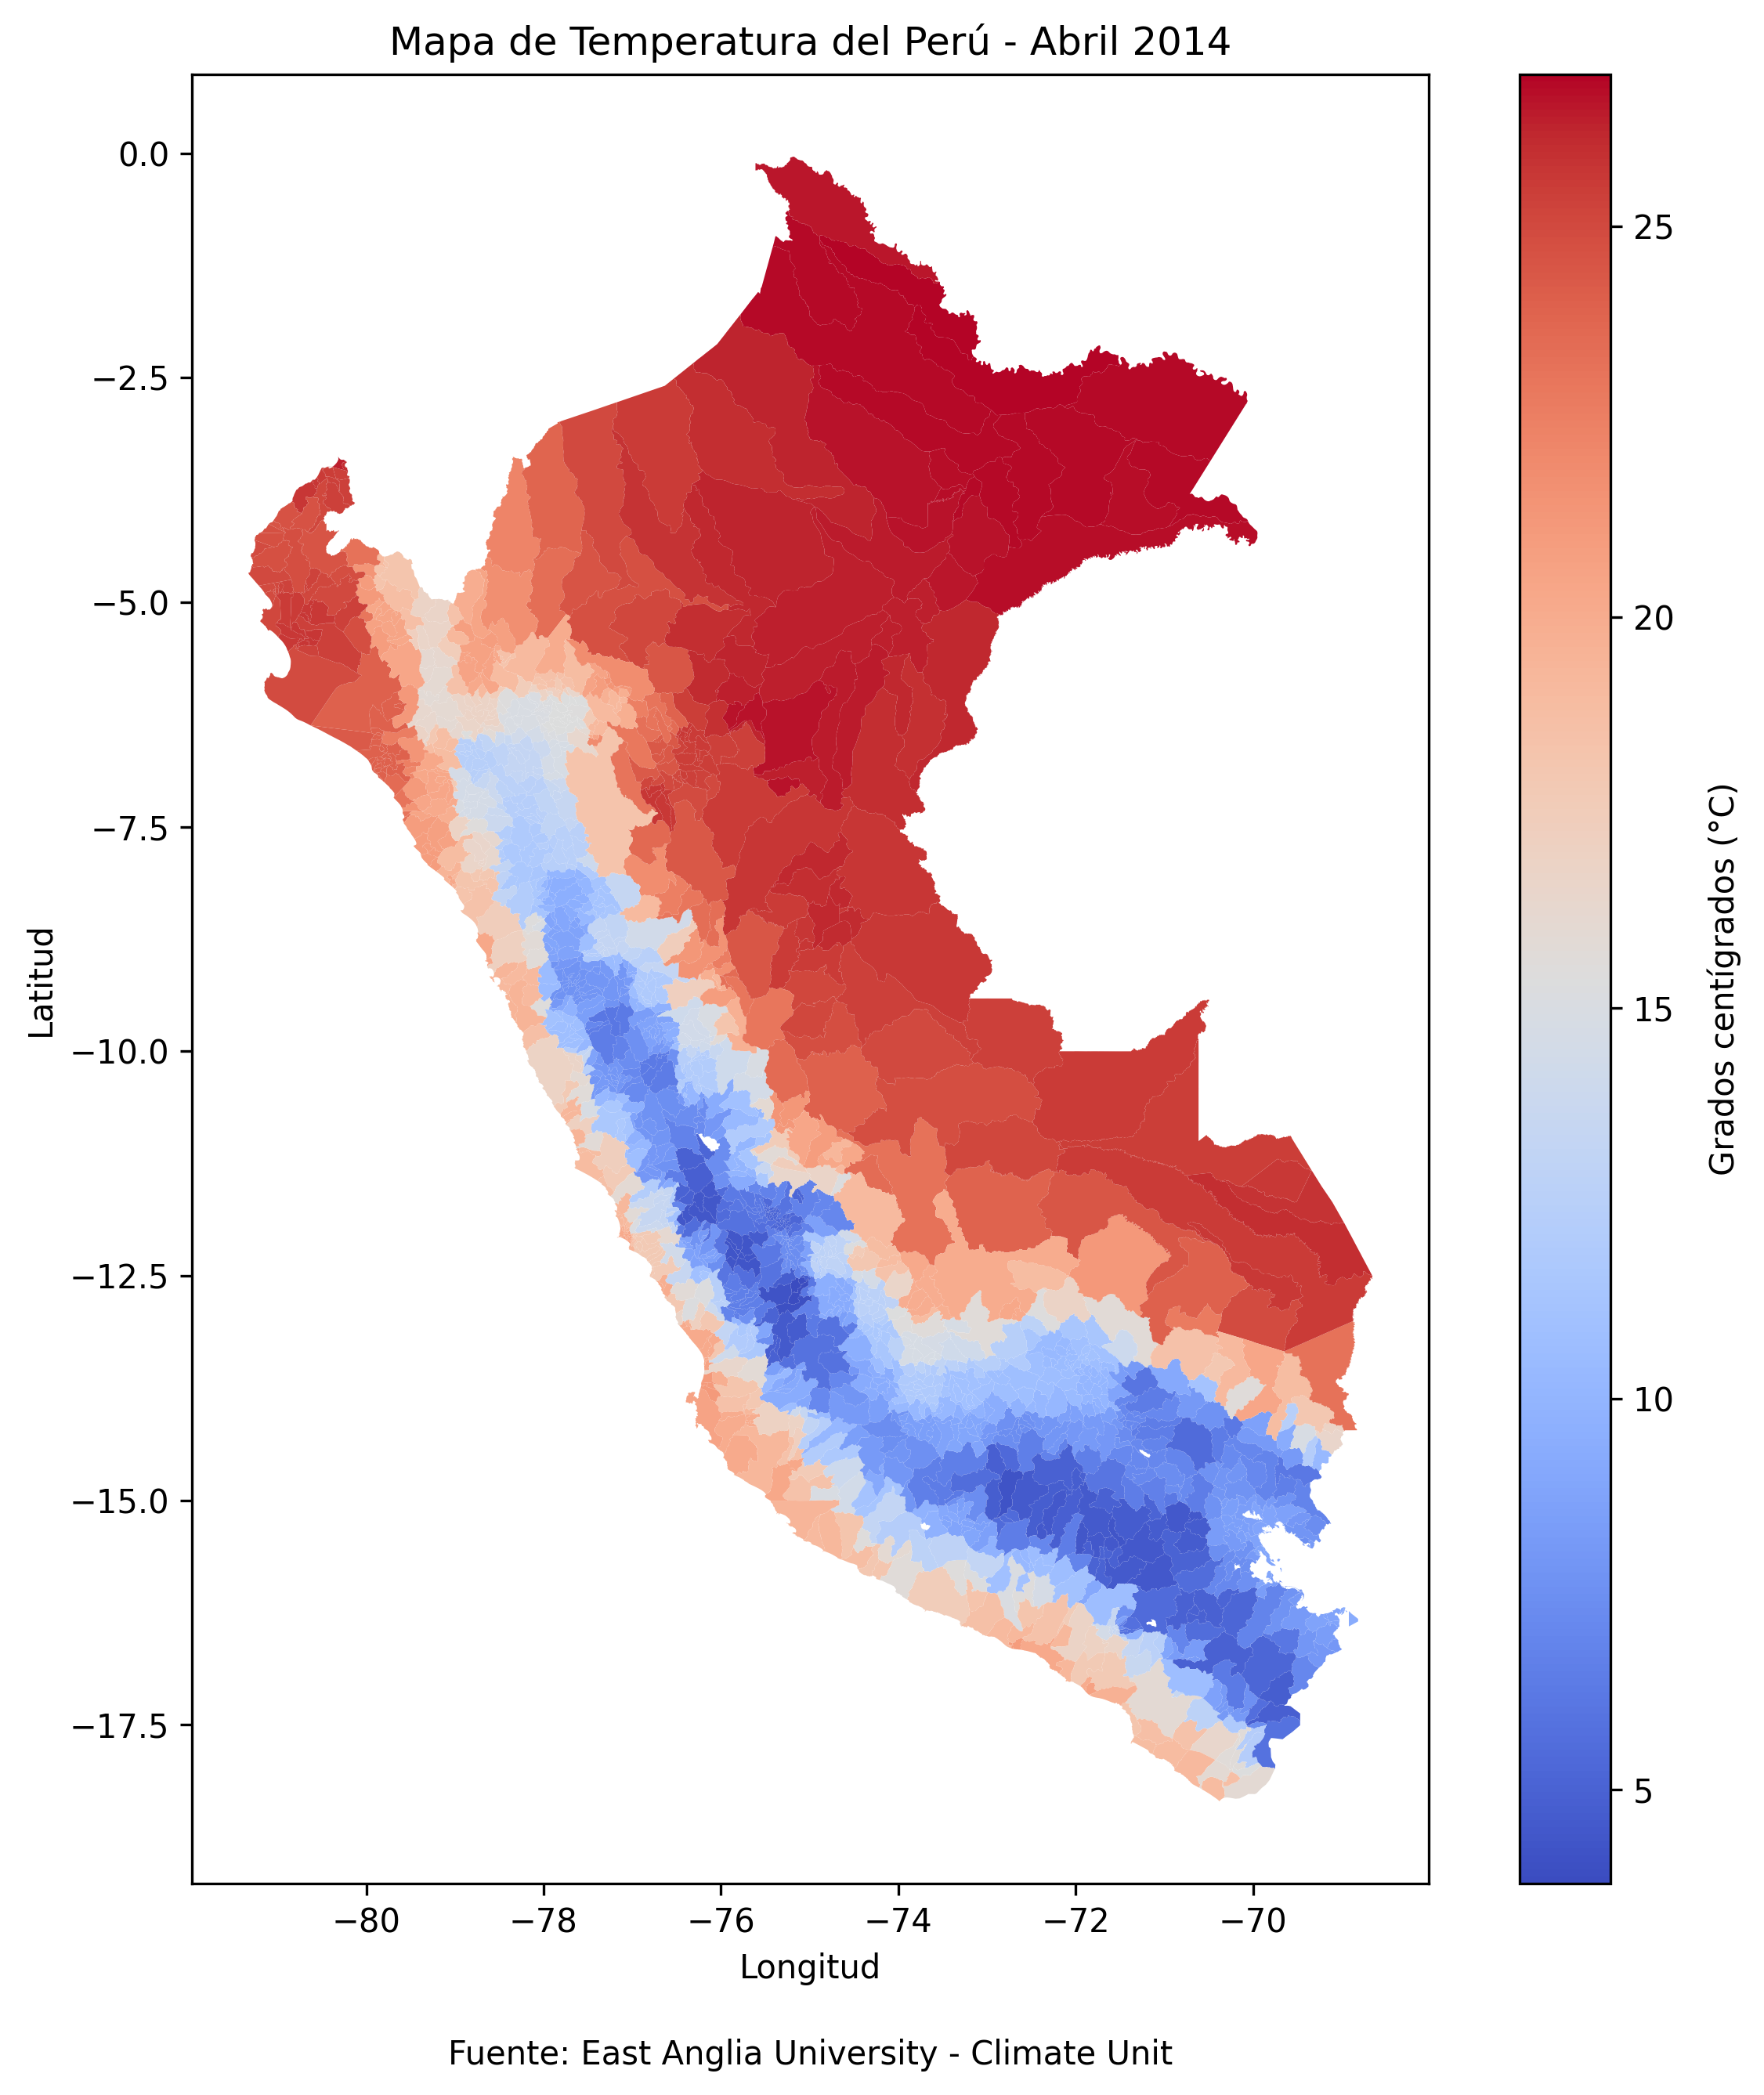 Mapa de Temperatura del Perú - Abril 2014
0.0
−2.5
−5.0
−7.5
−10.0
−12.5
−15.0
−17.5
Latitud
−80 −78 −76 −74 −72 −70
Longitud
25
20
15
10
5
Grados centígrados (°C)
Fuente: East Anglia University - Climate Unit